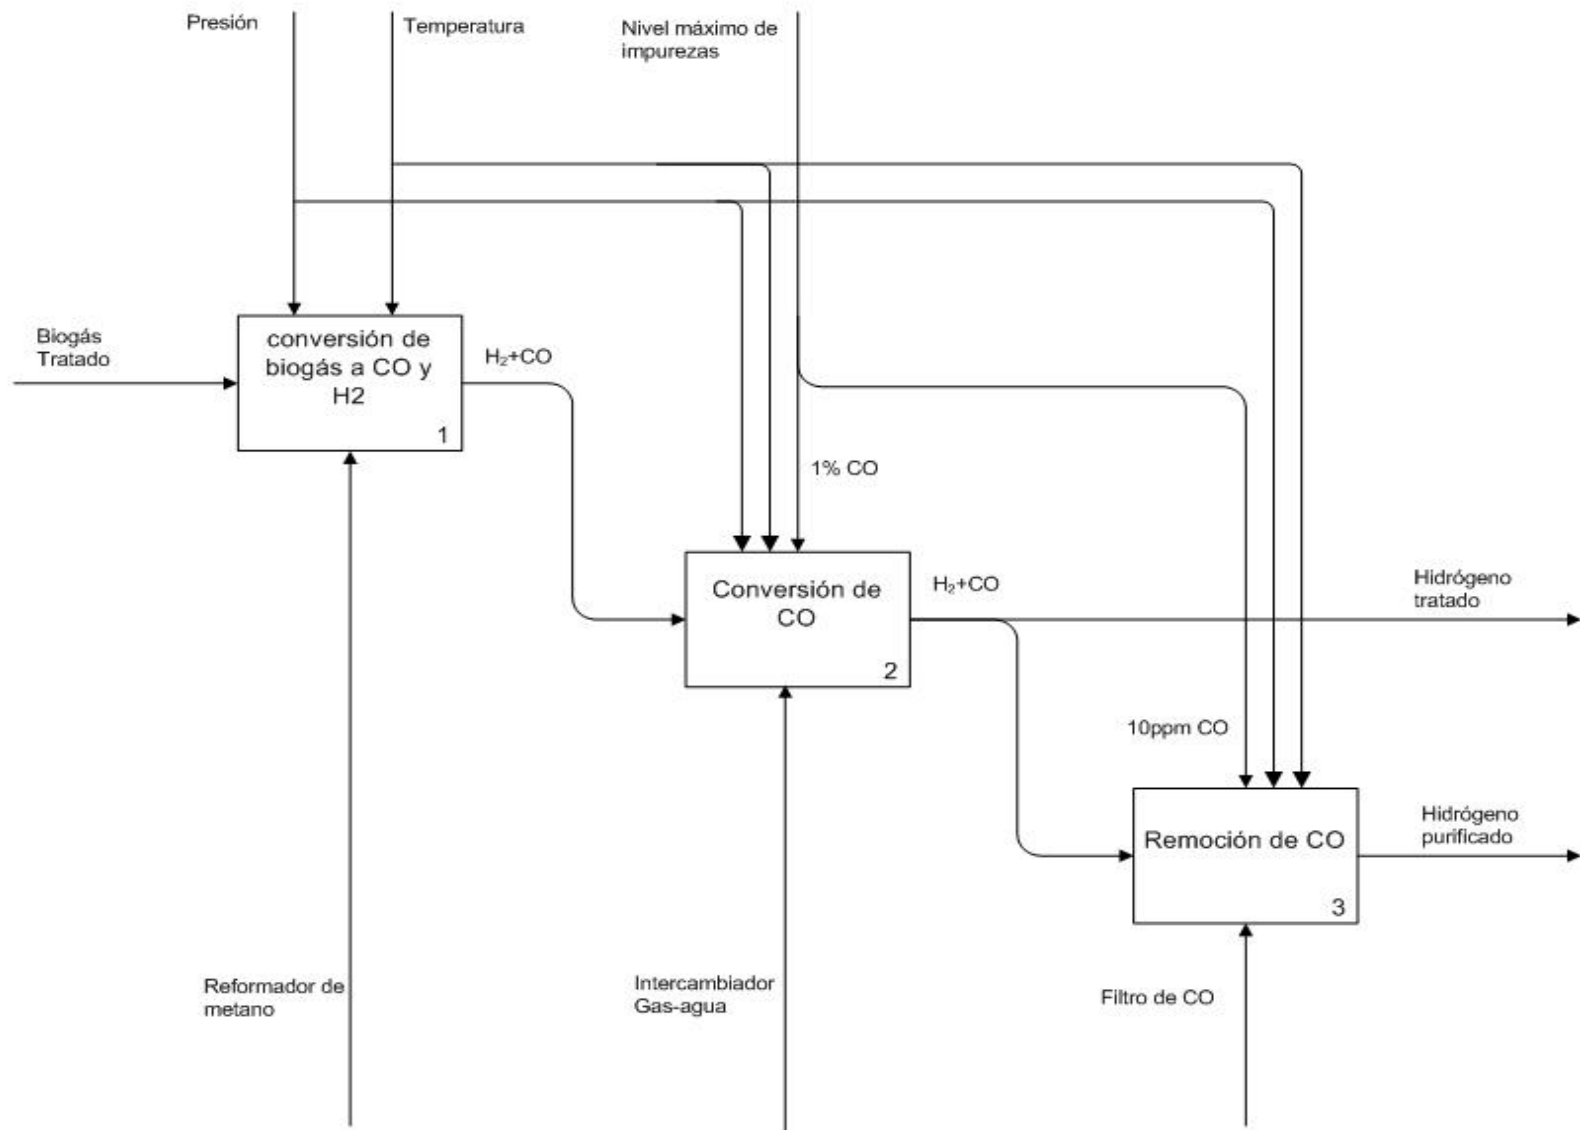 Presión
Temperatura
Nivel máximo de
impurezas
Biogás
Tratado
conversión de
biogás a CO y
H2
1
H₂+CO
1% CO
Conversión de
CO
2
H₂+CO
Hidrógeno
tratado
10ppm CO
Remoción de CO
3
Hidrógeno
purificado
Reformador de
metano
Intercambiador
Gas-agua
Filtro de CO